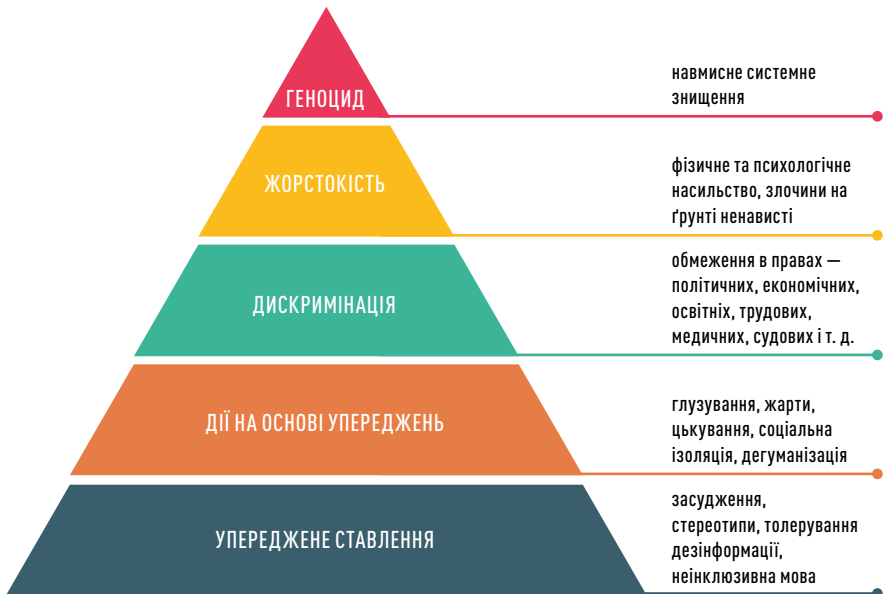 ГЕНОЦИД
навмисне системне
знищення
ЖОРСТОКІСТЬ
фізичне та психологічне
насильство, злочини на
ґрунті ненависті
ДИСКРИМІНАЦІЯ
обмеження в правах —
політичних, економічних,
освітніх, трудових,
медичних, судових і т. д.
ДІЇ НА ОСНОВІ УПЕРЕДЖЕНЬ
глузування, жарти,
цькування, соціальна
ізоляція, дегуманізація
УПЕРЕДЖЕНЕ СТАВЛЕННЯ
засудження,
стереотипи, толерування
дезінформації,
неінклюзивна мова